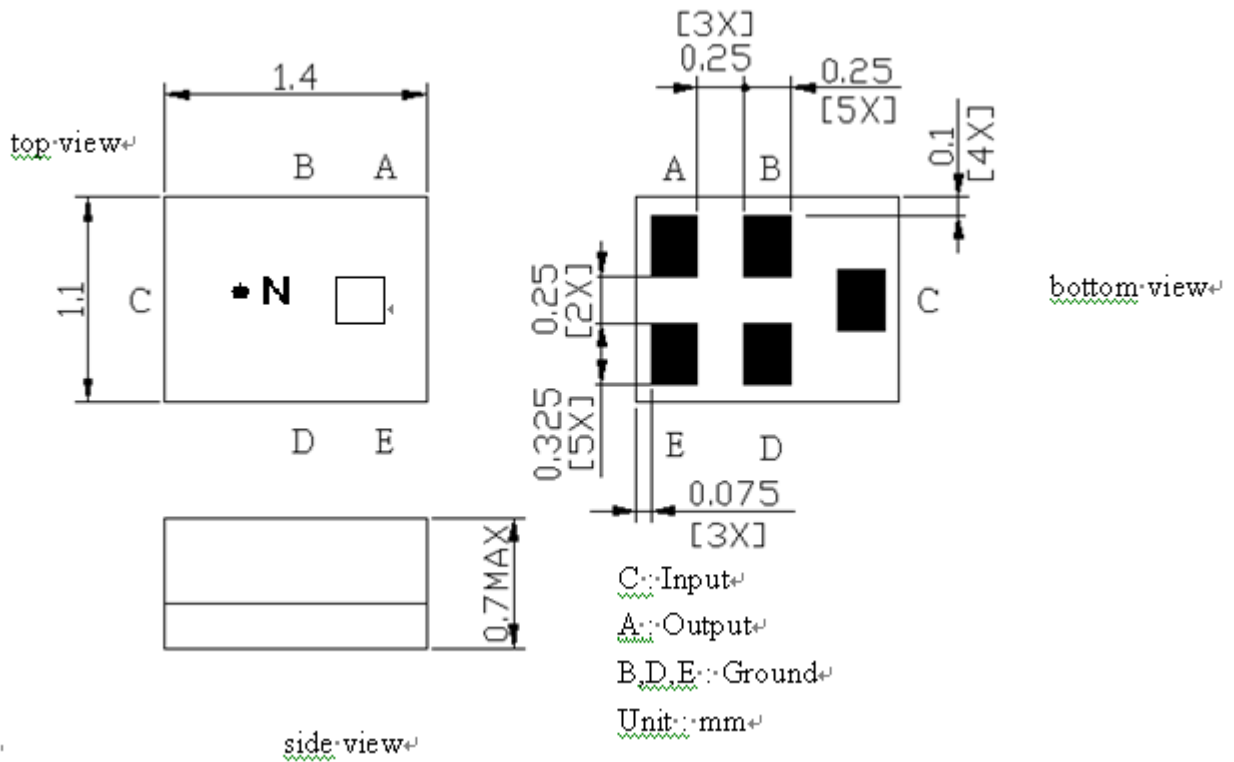 top view
1.4
B A
1.1
C
N
D E
0.7MAX
side view
[3X]
0.25
0.25
[5X]
0.1
[4X]
A B
0.25
[2X]
C
0.325
[5X]
E D
0.075
[3X]
bottom view
C : Input
A : Output
B,D,E : Ground
Unit : mm